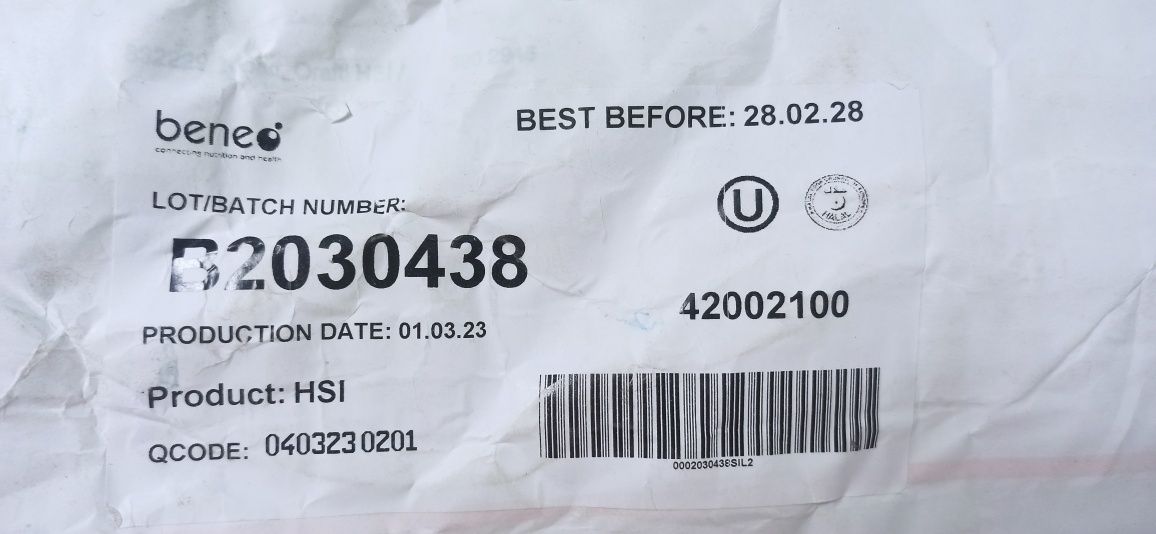 beneo
connecting nutrition and health
BEST BEFORE: 28.02.28
LOT/BATCH NUMBER:
B2030438
U
HALAL
42002100
PRODUCTION DATE: 01.03.23
Product: HSI
QCODE: 0403230201
0002030438SIL2